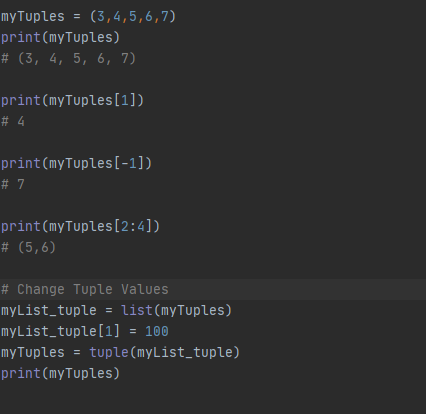 myTuples = (3,4,5,6,7)
print(myTuples)
# (3, 4, 5, 6, 7)
print(myTuples[1])
# 4
print(myTuples[-1])
# 7
print(myTuples[2:4])
# (5,6)
# Change Tuple Values
myList_tuple = list(myTuples)
myList_tuple[1] = 100
myTuples = tuple(myList_tuple)
print(myTuples)